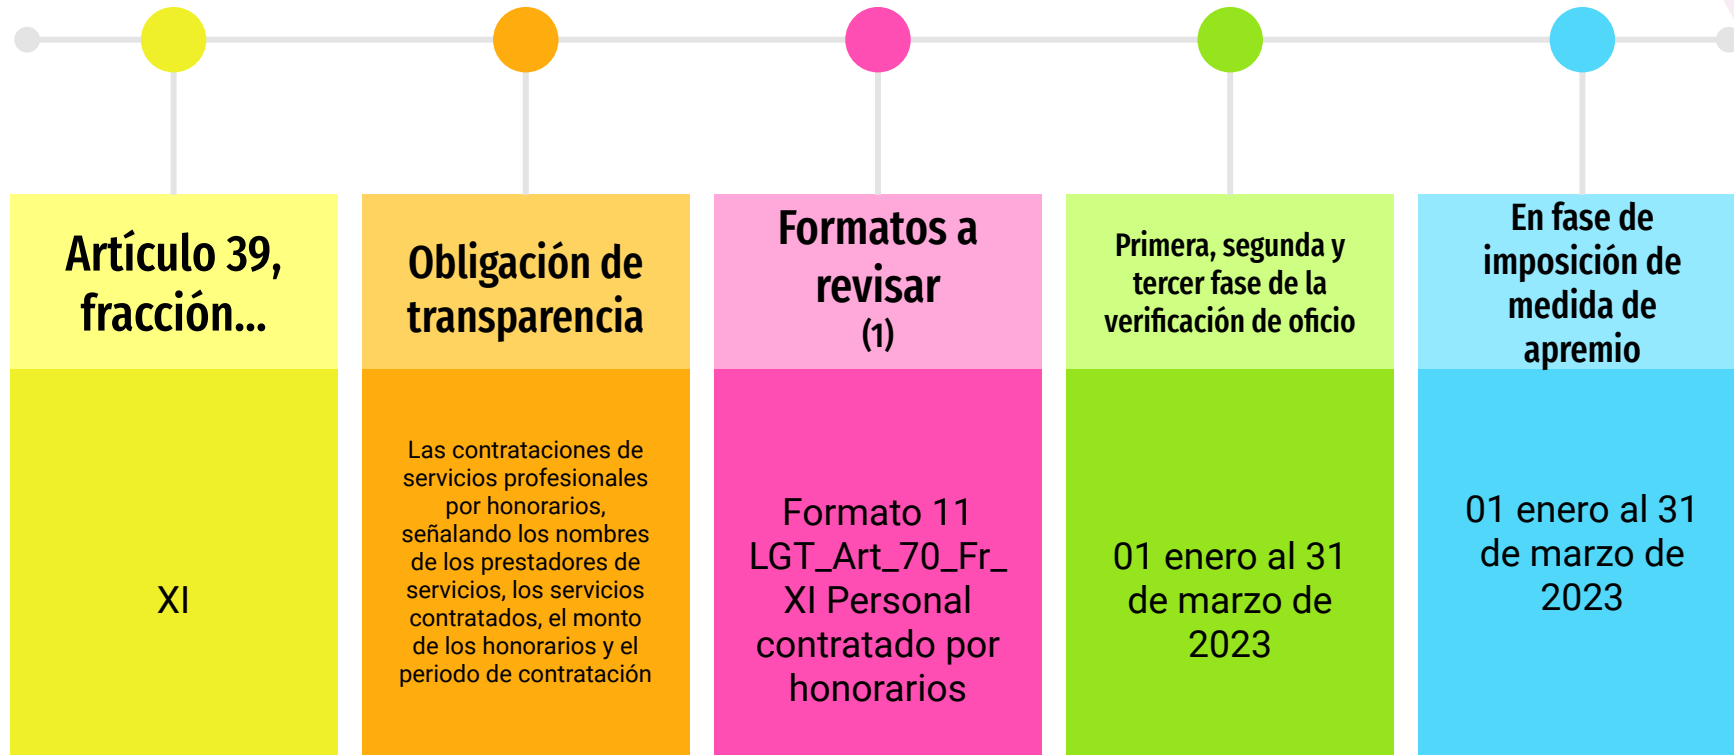 Artículo 39,
fracción...
XI
Obligación de
transparencia
Las contrataciones de
servicios profesionales
por honorarios,
señalando los nombres
de los prestadores de
servicios, los servicios
contratados, el monto
de los honorarios y el
periodo de contratación
Formatos a
revisar
(1)
Formato 11
LGT_Art_70_Fr_
XI Personal
contratado por
honorarios
Primera, segunda y
tercer fase de la
verificación de oficio
01 enero al 31
de marzo de
2023
En fase de
imposición de
medida de
apremio
01 enero al 31
de marzo de
2023